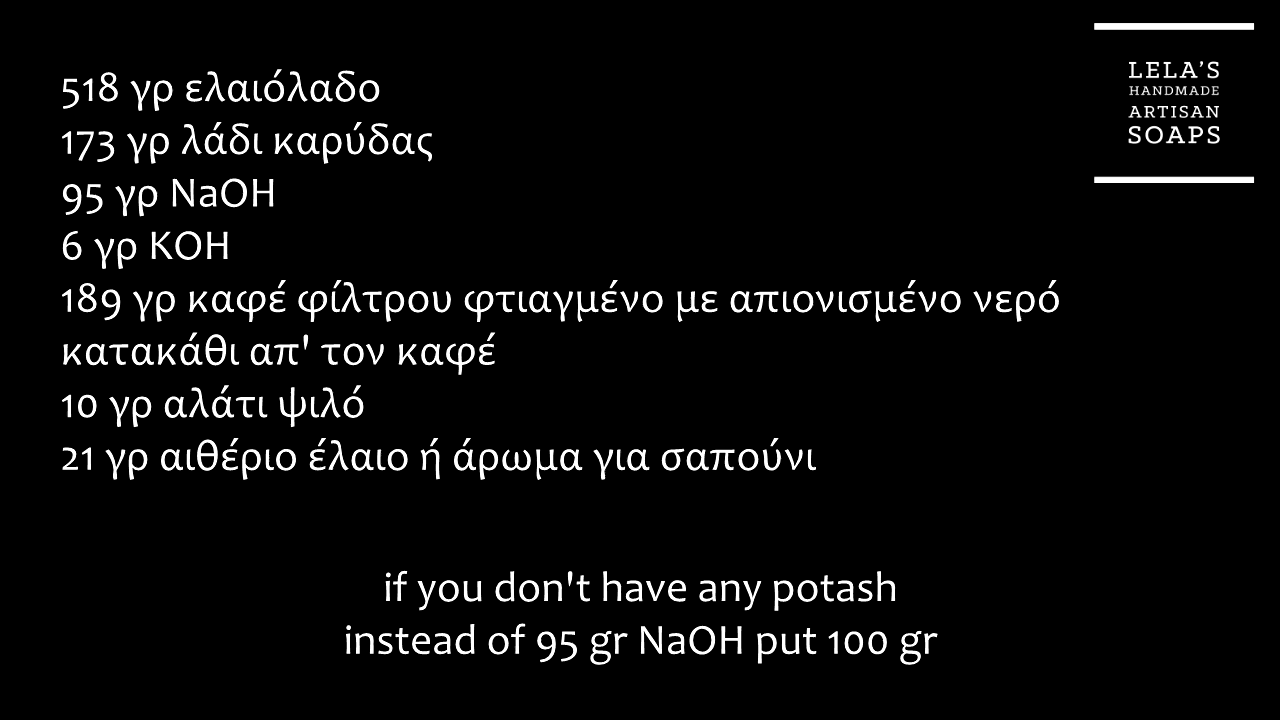 518 γρ ελαιόλαδο
173 γρ λάδι καρύδας
95 γρ NaOH
6 γρ KOH
189 γρ καφέ φίλτρου φτιαγμένο με απιονισμένο νερό
κατακάθι απ' τον καφέ
10 γρ αλάτι ψιλό
21 γρ αιθέριο έλαιο ή άρωμα για σαπούνι
if you don't have any potash
instead of 95 gr NaOH put 100 gr
LELA'S
HANDMADE
ARTISAN
SOAPS